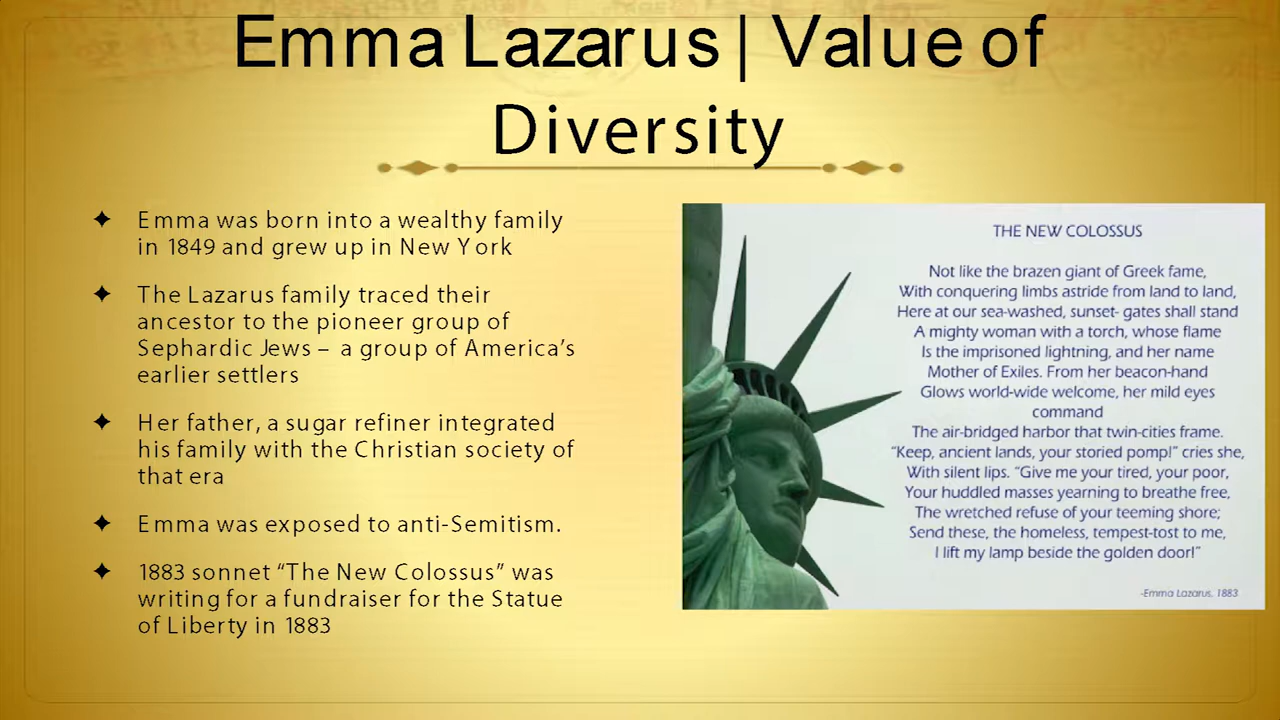 Emma Lazarus | Value of
Diversity
Emma was born into a wealthy family
in 1849 and grew up in New York
The Lazarus family traced their
ancestor to the pioneer group of
Sephardic Jews – a group of America’s
earlier settlers
Her father, a sugar refiner integrated
his family with the Christian society of
that era
Emma was exposed to anti-Semitism.
1883 sonnet “The New Colossus” was
writing for a fundraiser for the Statue
of Liberty in 1883
THE NEW COLOSSUS
Not like the brazen giant of Greek fame,
With conquering limbs astride from land to land,
Here at our sea-washed, sunset- gates shall stand
A mighty woman with a torch, whose flame
Is the imprisoned lightning, and her name
Mother of Exiles. From her beacon-hand
Glows world-wide welcome, her mild eyes
command
The air-bridged harbor that twin-cities frame.
“Keep, ancient lands, your storied pomp!” cries she,
With silent lips. “Give me your tired, your poor,
Your huddled masses yearning to breathe free,
The wretched refuse of your teeming shore;
Send these, the homeless, tempest-tost to me,
I lift my lamp beside the golden door!”
-Emma Lazarus, 1883